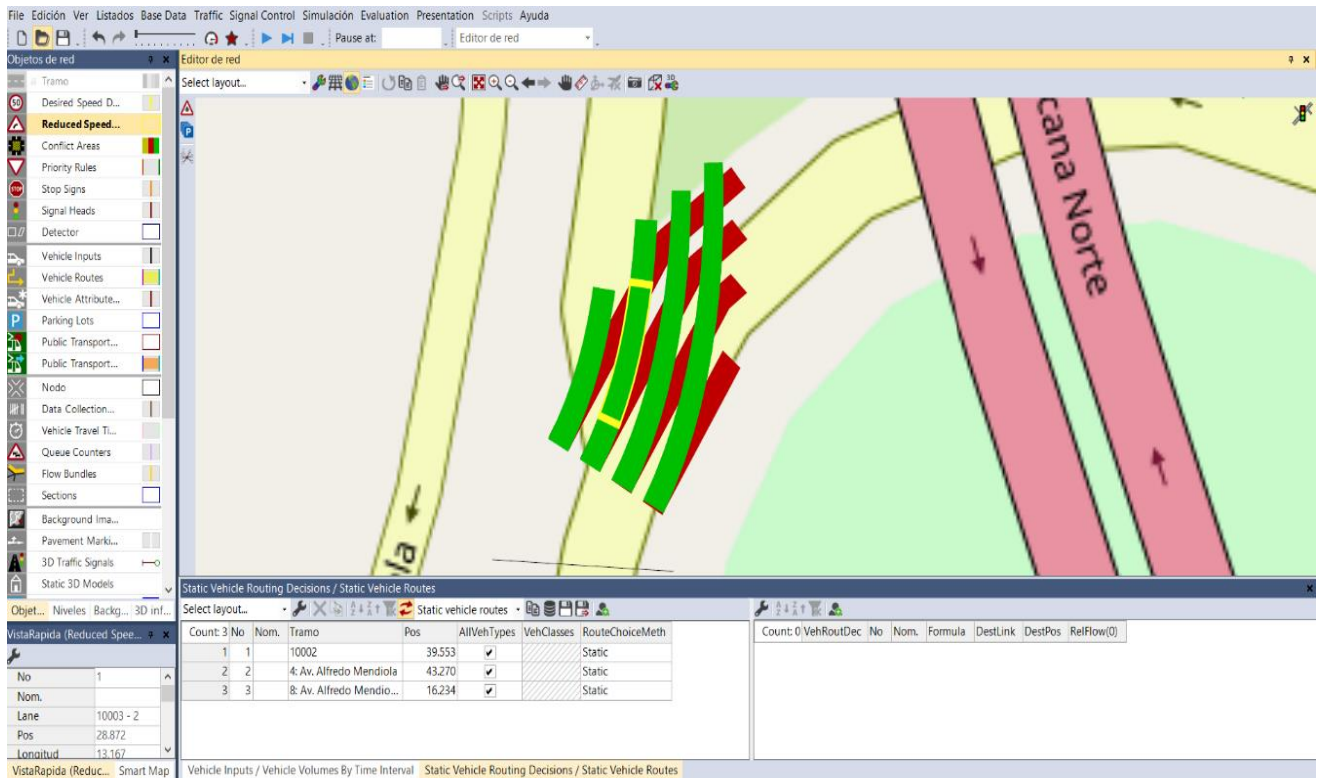 File Edición Ver Listados Base Data Traffic Signal Control Simulación Evaluation Presentation Scripts Ayuda
Pause at: Editor de red
Objetos de red
Editor de red
Select layout...
Tramo
Desired Speed D...
Reduced Speed...
Conflict Areas
Priority Rules
Stop Signs
Signal Heads
Detector
Vehicle Inputs
Vehicle Routes
Vehicle Attribute...
Parking Lots
Public Transport...
Public Transport...
Nodo
Data Collection...
Vehicle Travel Ti...
Queue Counters
Flow Bundles
Sections
Background Ima...
Pavement Marki...
3D Traffic Signals
Static 3D Models
Objet... Niveles Backg... 3D inf...
cana Norte
ola
VistaRapida (Reduced Spee...
No 1
Nom.
Lane 10003 - 2
Pos 28.872
Longitud 13.167
VistaRapida (Reduc... Smart Map
Static Vehicle Routing Decisions / Static Vehicle Routes
Select layout... Static vehicle routes
Count: 3 No Nom. Tramo Pos AllVehTypes VehClasses RouteChoiceMeth
1 1 10002 39.553 Static
2 2 4: Av. Alfredo Mendiola 43.270 Static
3 3 8: Av. Alfredo Mendio... 16.234 Static
Count: 0 VehRoutDec No Nom. Formula DestLink DestPos RelFlow(0)
Vehicle Inputs / Vehicle Volumes By Time Interval Static Vehicle Routing Decisions / Static Vehicle Routes